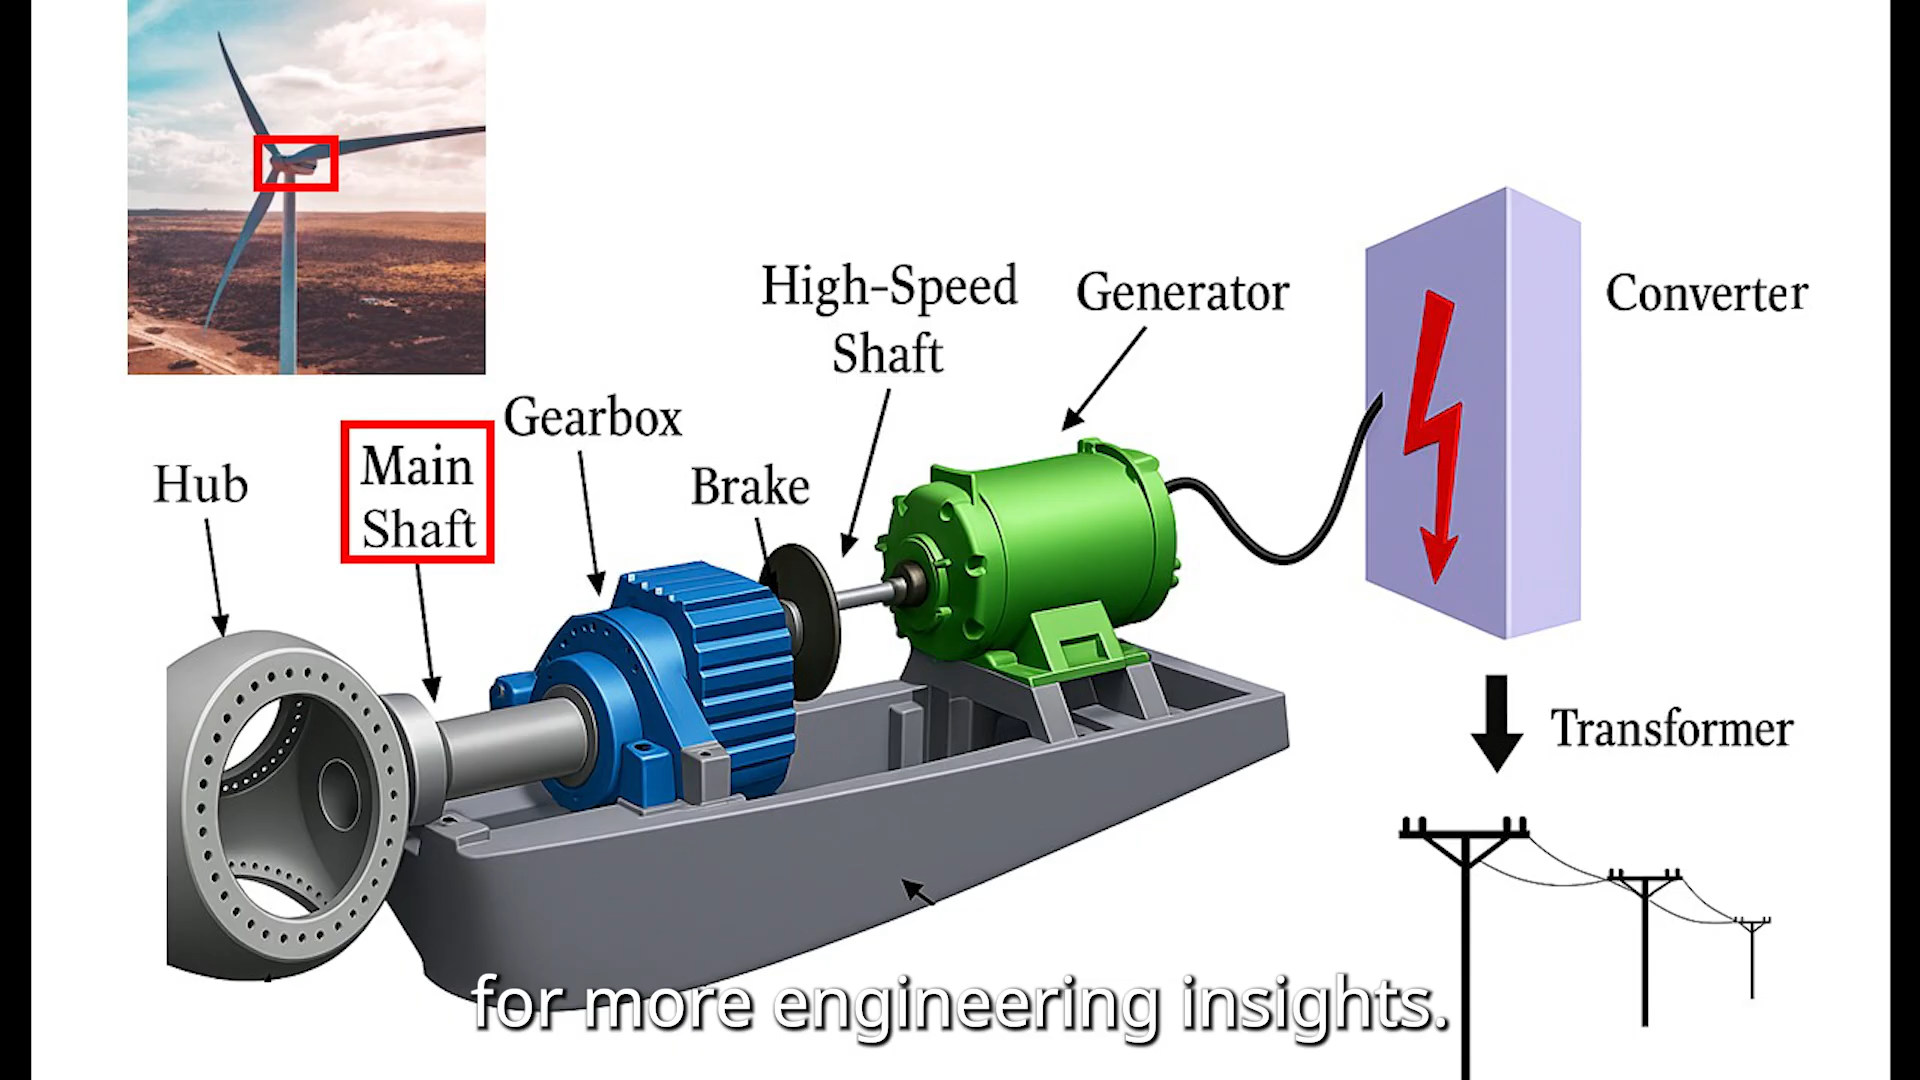 High-Speed
Shaft
Generator
Converter
Gearbox
Main
Shaft
Hub
Brake
Transformer
for more engineering insights.